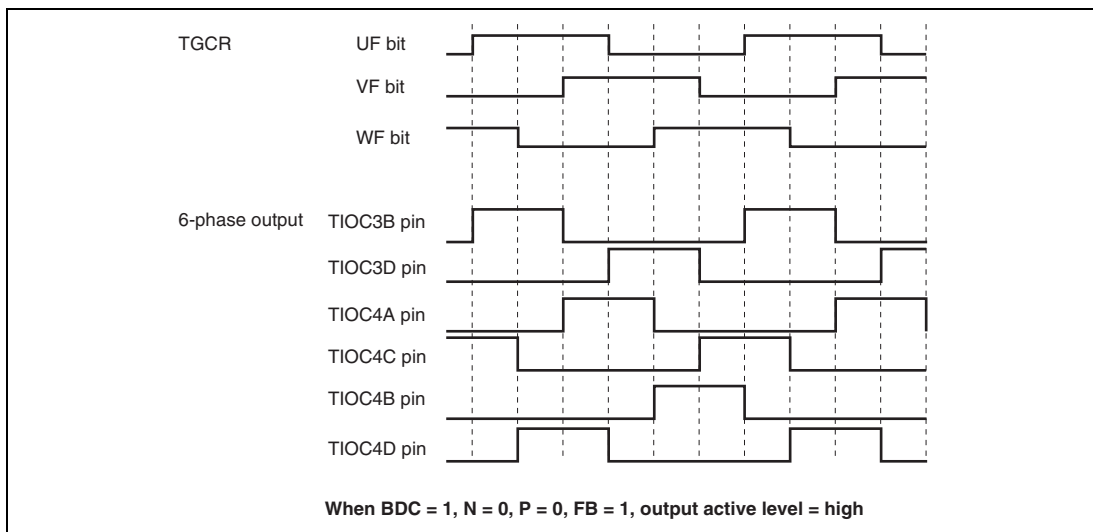 TGCR UF bit
VF bit
WF bit
6-phase output TIOC3B pin
TIOC3D pin
TIOC4A pin
TIOC4C pin
TIOC4B pin
TIOC4D pin
When BDC = 1, N = 0, P = 0, FB = 1, output active level = high